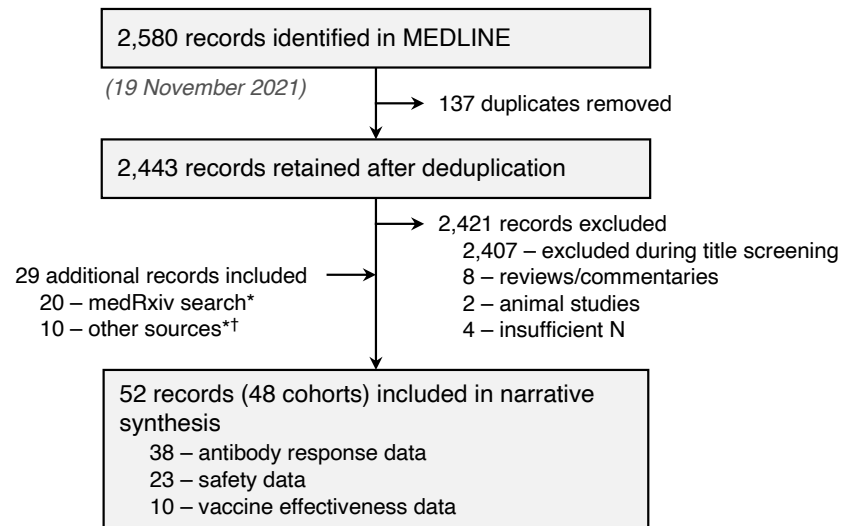 2,580 records identified in MEDLINE
(19 November 2021)
137 duplicates removed
2,443 records retained after deduplication
2,421 records excluded
2,407 – excluded during title screening
8 – reviews/commentaries
2 – animal studies
4 – insufficient N
29 additional records included
20 – medRxiv search*
10 – other sources*†
52 records (48 cohorts) included in narrative
synthesis
38 – antibody response data
23 – safety data
10 – vaccine effectiveness data